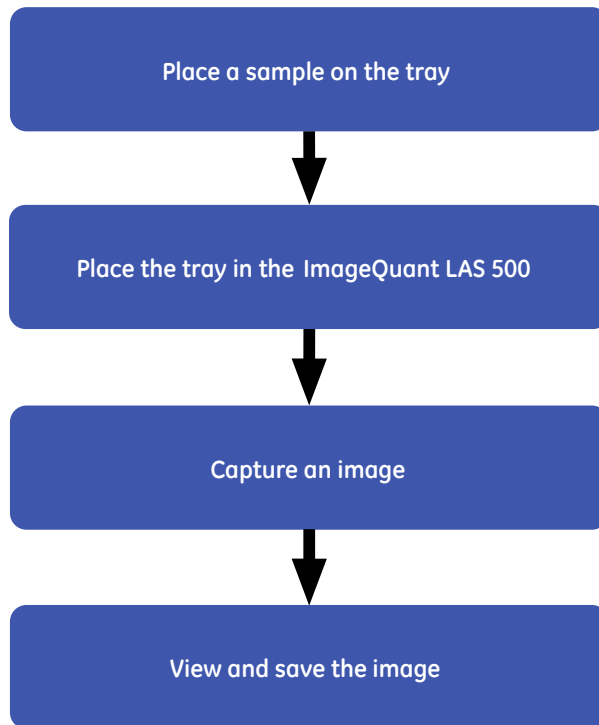 Place a sample on the tray
Place the tray in the ImageQuant LAS 500
Capture an image
View and save the image